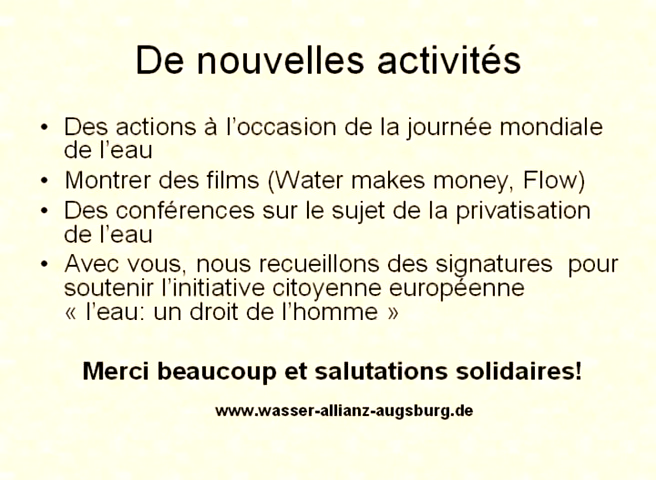 De nouvelles activités
• Des actions à l'occasion de la journée mondiale
de l'eau
• Montrer des films (Water makes money, Flow)
• Des conférences sur le sujet de la privatisation
de l'eau
• Avec vous, nous recueillons des signatures  pour
soutenir l'initiative citoyenne européenne
« l'eau: un droit de l'homme »
Merci beaucoup et salutations solidaires!
www.wasser-allianz-augsburg.de